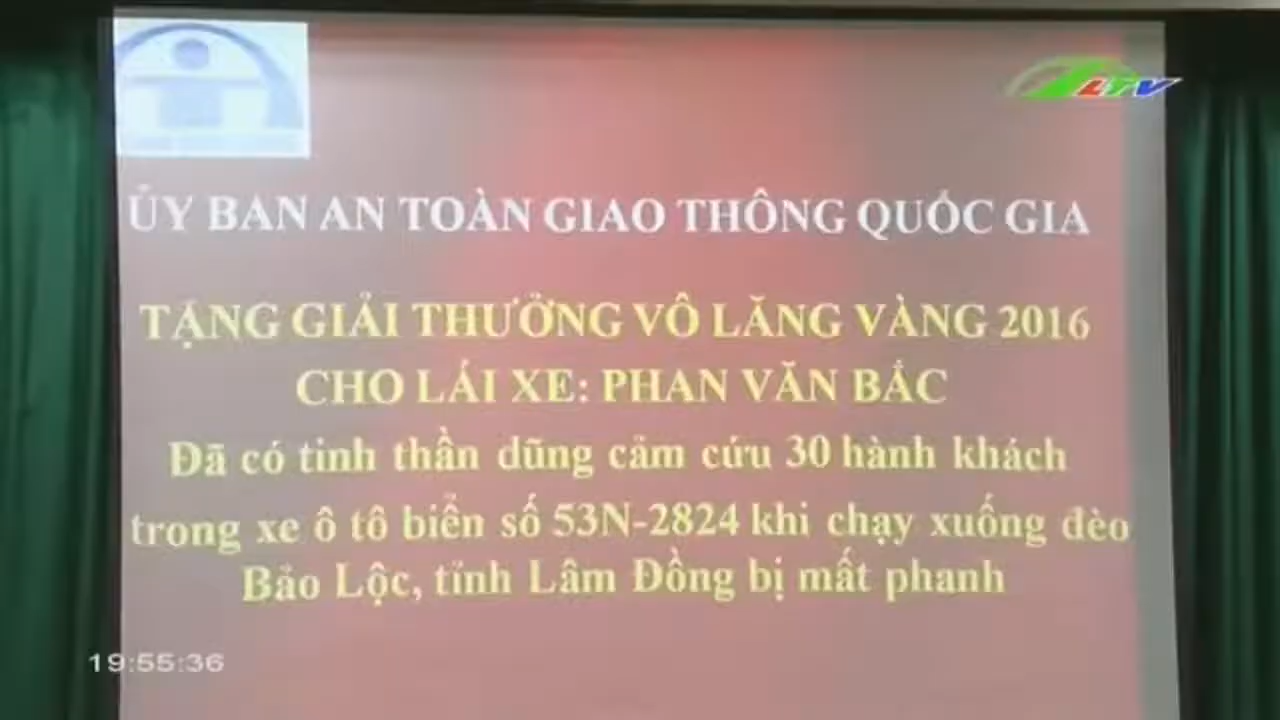 LTV
ỦY BAN AN TOÀN GIAO THÔNG QUỐC GIA
TẶNG GIẢI THƯỞNG VÔ LĂNG VÀNG 2016
CHO LÁI XE: PHAN VĂN BẮC
Đã có tinh thần dũng cảm cứu 30 hành khách
trong xe ô tô biển số 53N-2824 khi chạy xuống đèo
Bảo Lộc, tỉnh Lâm Đồng bị mất phanh
19:55:36